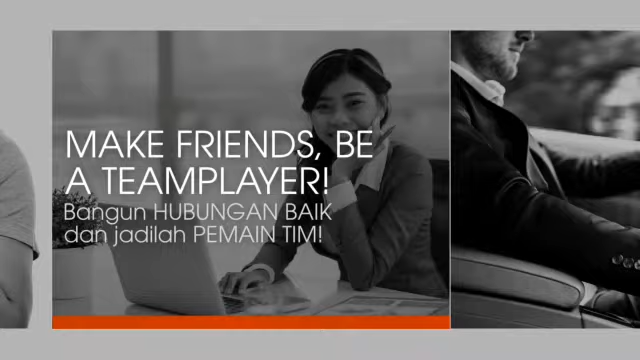 MAKE FRIENDS, BE
A TEAMPLAYER!
Bangun HUBUNGAN BAIK
dan jadilah PEMAIN TIM!